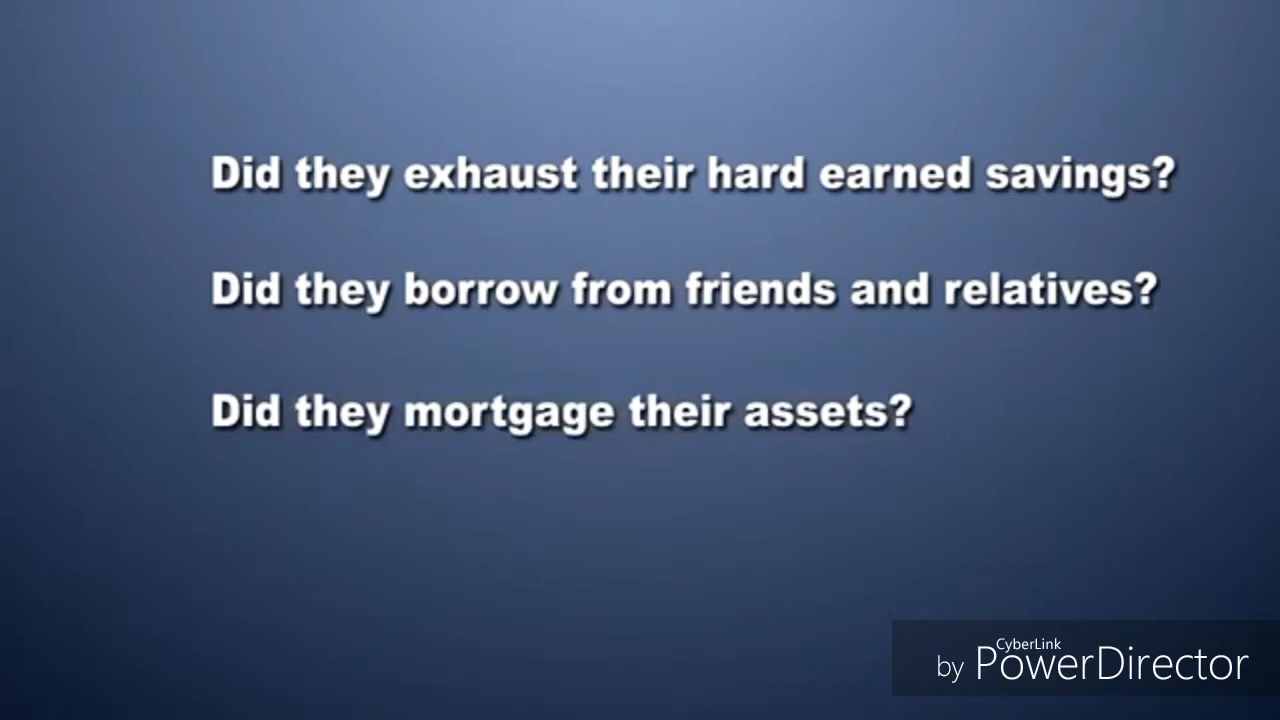 Did they exhaust their hard earned savings?
Did they borrow from friends and relatives?
Did they mortgage their assets?
CyberLink
by PowerDirector